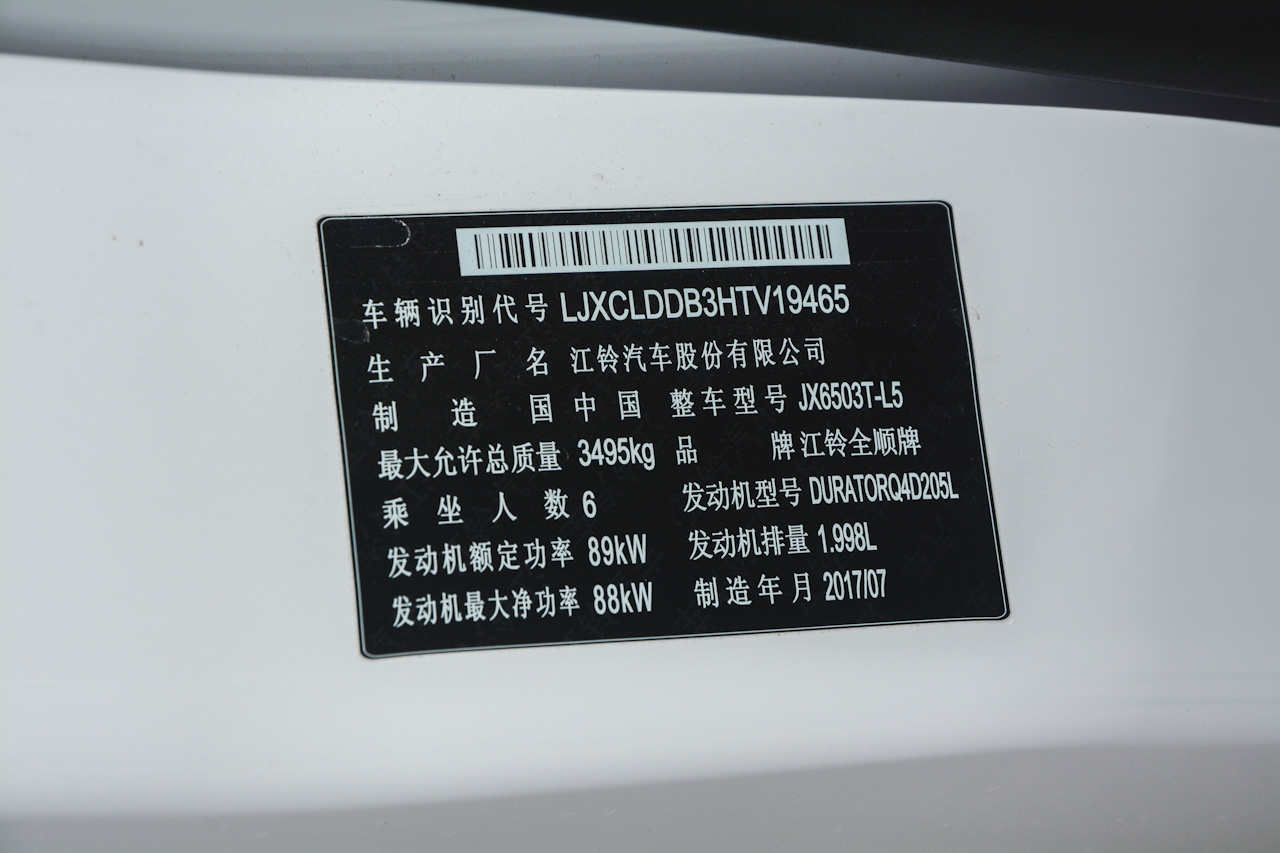 车辆识别代号 LJXCLDDB3HTV19465
生产厂名 江铃汽车股份有限公司
制造国 中国 整车型号 JX6503T-L5
最大允许总质量 3495kg 品牌 江铃全顺牌
乘坐人数 6 发动机型号 DURATORQ4D205L
发动机额定功率 89kW 发动机排量 1.998L
发动机最大净功率 88kW 制造年月 2017/07